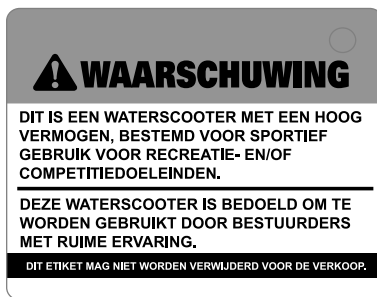 WAARSCHUWING
DIT IS EEN WATERSCOOTER MET EEN HOOG
VERMOGEN, BESTEMD VOOR SPORTIEF
GEBRUIK VOOR RECREATIE- EN/OF
COMPETITIEDOELEINDEN.
DEZE WATERSCOOTER IS BEDOELD OM TE
WORDEN GEBRUIKT DOOR BESTUURDERS
MET RUIME ERVARING.
DIT ETIKET MAG NIET WORDEN VERWIJDERD VOOR DE VERKOOP.